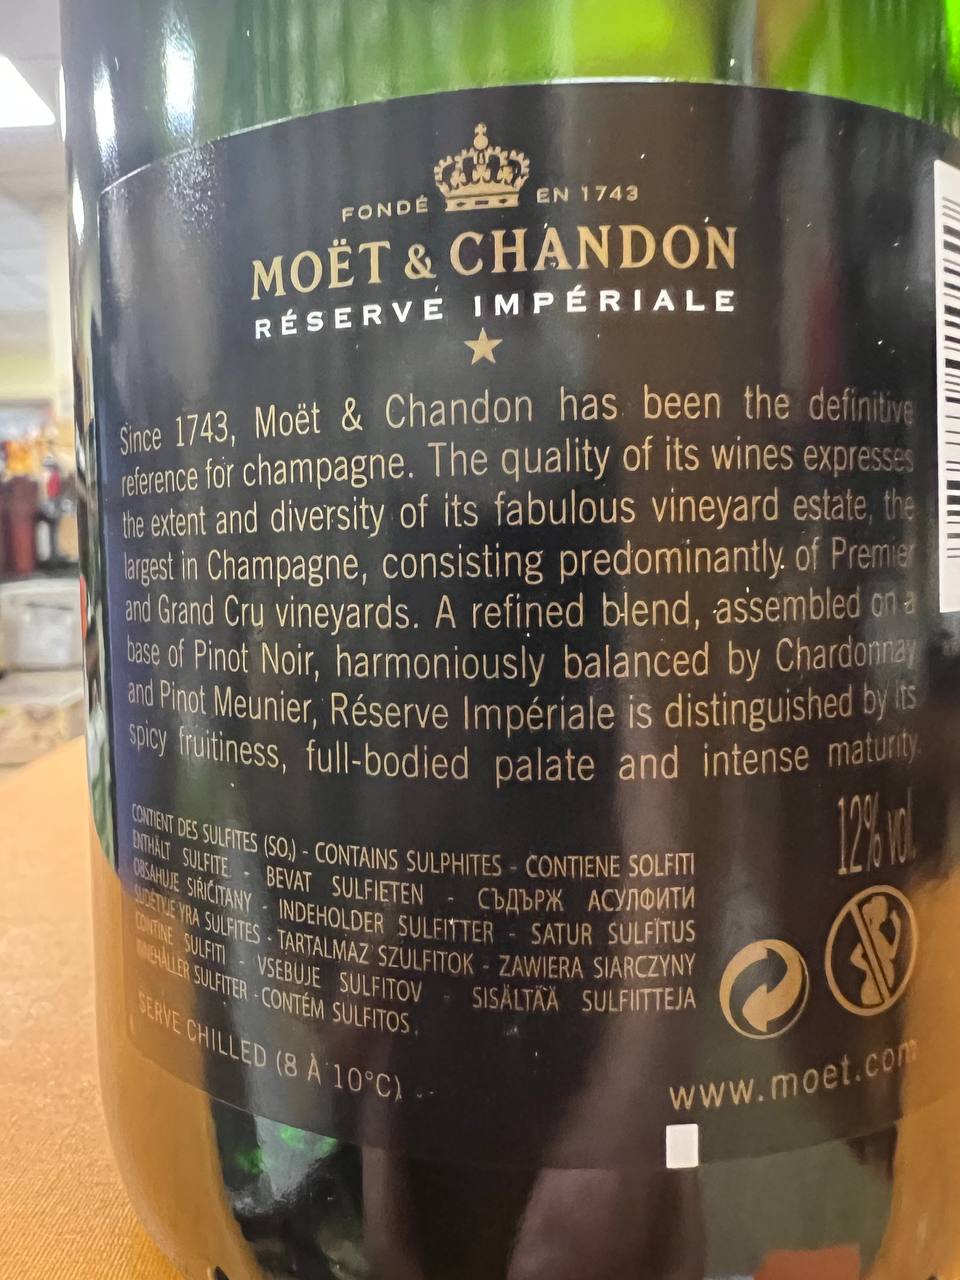 FONDÉ EN 1743
MOËT & CHANDON
RÉSERVE IMPÉRIALE
Since 1743, Moët & Chandon has been the definitive
reference for champagne. The quality of its wines expresses
the extent and diversity of its fabulous vineyard estate, the
largest in Champagne, consisting predominantly of Premier
and Grand Cru vineyards. A refined blend, assembled on a
base of Pinot Noir, harmoniously balanced by Chardonnay
and Pinot Meunier, Réserve Impériale is distinguished by its
spicy fruitiness, full-bodied palate and intense maturity.
12% vol.
CONTIENT DES SULFITES (SO₂) - CONTAINS SULPHITES - CONTIENE SOLFITI
ENTHÄLT SULFITE - BEVAT SULFIETEN - СЪДЪРЖ АСУЛФИТИ
OBSAHUJE SIŘIČITANY - INDEHOLDER SULFITTER - SATUR SULFĪTUS
SUDĖTYJE YRA SULFITES - TARTALMAZ SZULFITOK - ZAWIERA SIARCZYNY
CONTINE SULFITI - VSEBUJE SULFITOV - SISÄLTÄÄ SULFIITTEJA
INNEHÅLLER SULFITER - CONTÉM SULFITOS
SERVE CHILLED (8 À 10°C)
www.moet.com